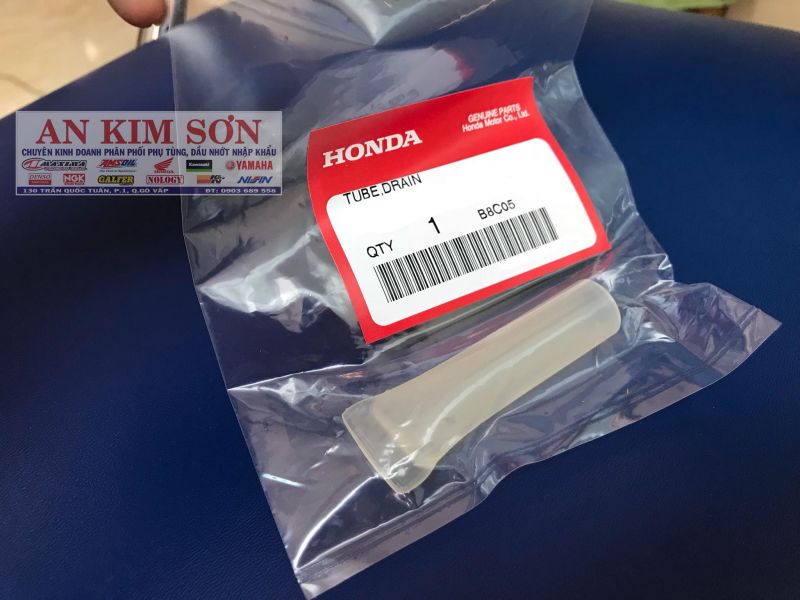 AN KIM SƠN
CHUYÊN KINH DOANH PHÂN PHỐI PHỤ TÙNG, DẦU NHỚT NHẬP KHẨU
AMSOIL HONDA Kawasaki YAMAHA
DENSO NGK GALFER NOLOGY K&N NISSIN
130 TRẦN QUỐC TUẤN, P.1, Q.GÒ VẤP ĐT: 0903 689 558
HONDA
GENUINE PARTS
Honda Motor Co., Ltd.
TUBE,DRAIN
QTY 1 B8C05